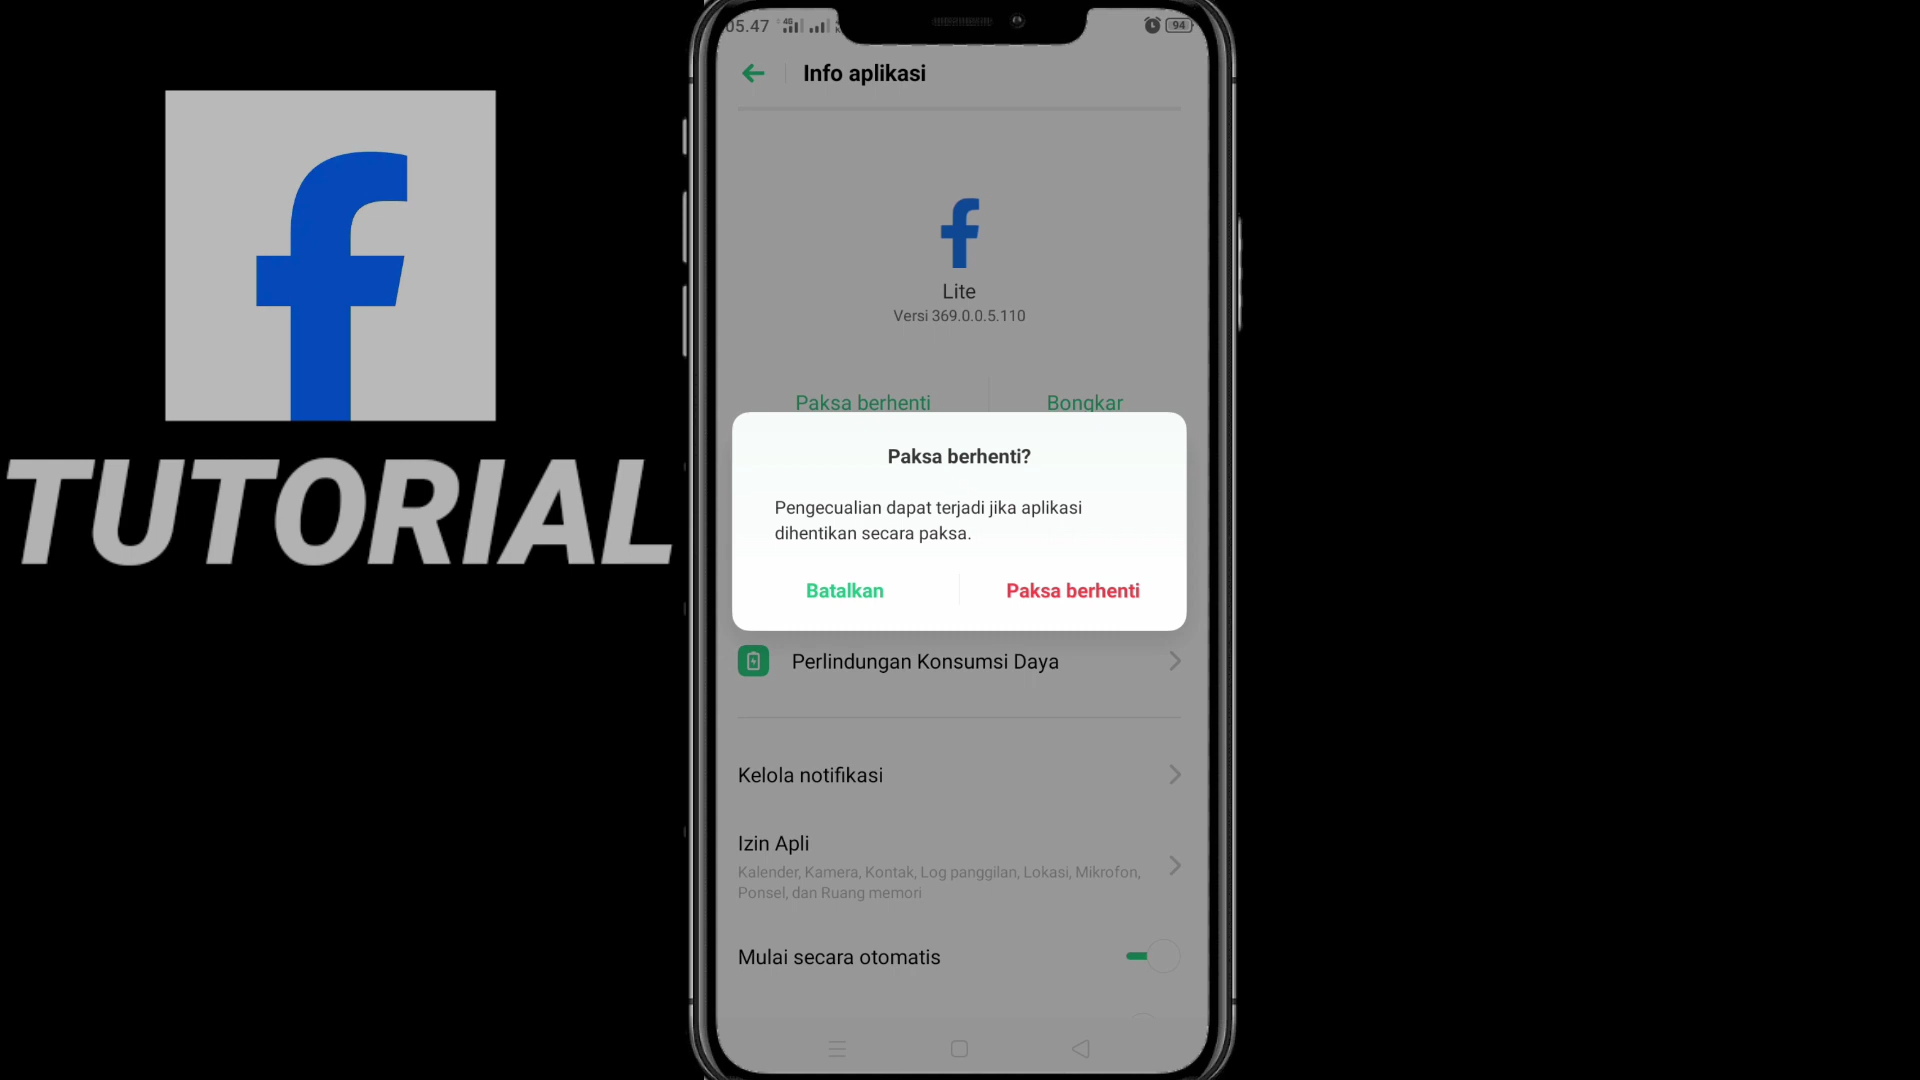 TUTORIAL
05.47 4G 94
Info aplikasi
Lite
Versi 369.0.0.5.110
Paksa berhenti Bongkar
Paksa berhenti?
Pengecualian dapat terjadi jika aplikasi
dihentikan secara paksa.
Batalkan Paksa berhenti
Perlindungan Konsumsi Daya
Kelola notifikasi
Izin Apli
Kalender, Kamera, Kontak, Log panggilan, Lokasi, Mikrofon,
Ponsel, dan Ruang memori
Mulai secara otomatis